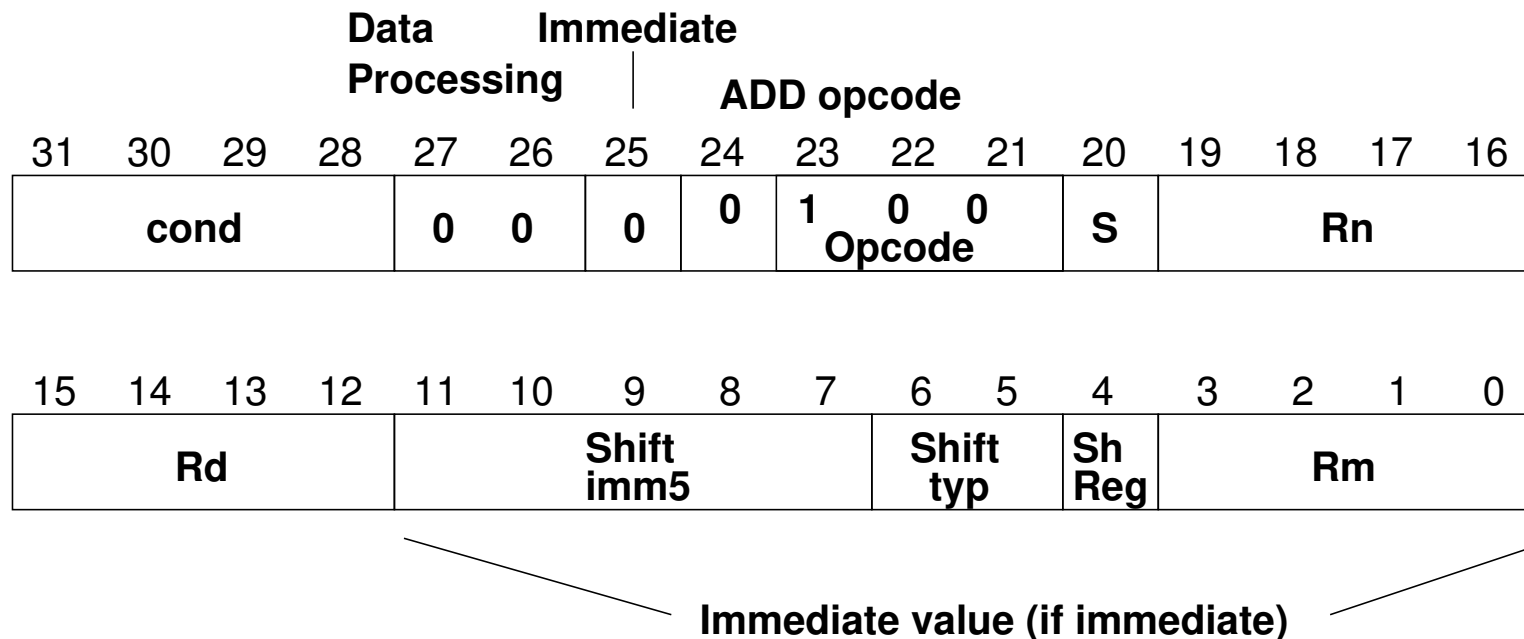 Data Immediate
Processing
ADD opcode
31 30 29 28 27 26 25 24 23 22 21 20 19 18 17 16
cond 0 0 0 0 1 0 0 S Rn
Opcode
15 14 13 12 11 10 9 8 7 6 5 4 3 2 1 0
Rd Shift Shift Sh Rm
imm5 typ Reg
Immediate value (if immediate)